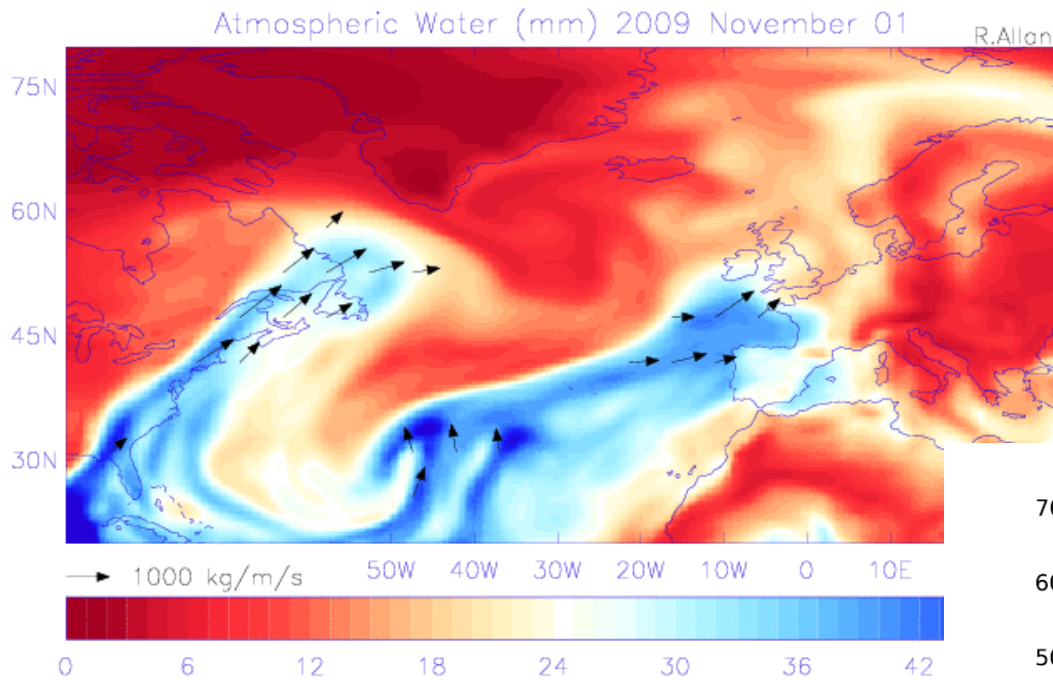 Atmospheric Water (mm) 2009 November 01
R.Allan
75N
60N
45N
30N
50W 40W 30W 20W 10W 0 10E
1000 kg/m/s
0 6 12 18 24 30 36 42